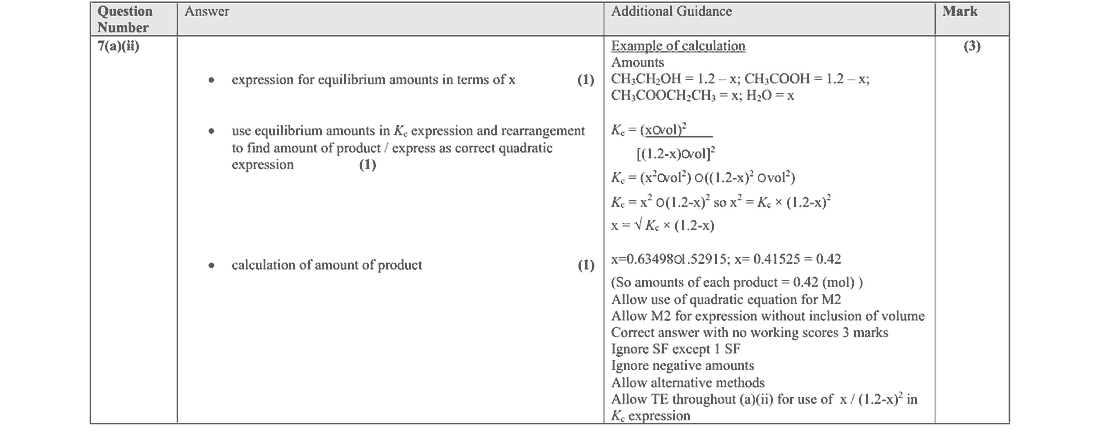 Question Number
Answer
Additional Guidance
Mark
7(a)(ii)
• expression for equilibrium amounts in terms of x (1)
• use equilibrium amounts in Kc expression and rearrangement
to find amount of product / express as correct quadratic
expression (1)
• calculation of amount of product (1)
Example of calculation
Amounts
CH₃CH₂OH = 1.2 – x; CH₃COOH = 1.2 – x;
CH₃COOCH₂CH₃ = x; H₂O = x
Kc = (x○vol)²
[(1.2-x)○vol]²
Kc = (x²○vol²) ○((1.2-x)² ○vol²)
Kc = x² ○(1.2-x)² so x² = Kc × (1.2-x)²
x = √ Kc × (1.2-x)
x=0.63498○1.52915; x= 0.41525 = 0.42
(So amounts of each product = 0.42 (mol) )
Allow use of quadratic equation for M2
Allow M2 for expression without inclusion of volume
Correct answer with no working scores 3 marks
Ignore SF except 1 SF
Ignore negative amounts
Allow alternative methods
Allow TE throughout (a)(ii) for use of x / (1.2-x)² in
Kc expression
(3)